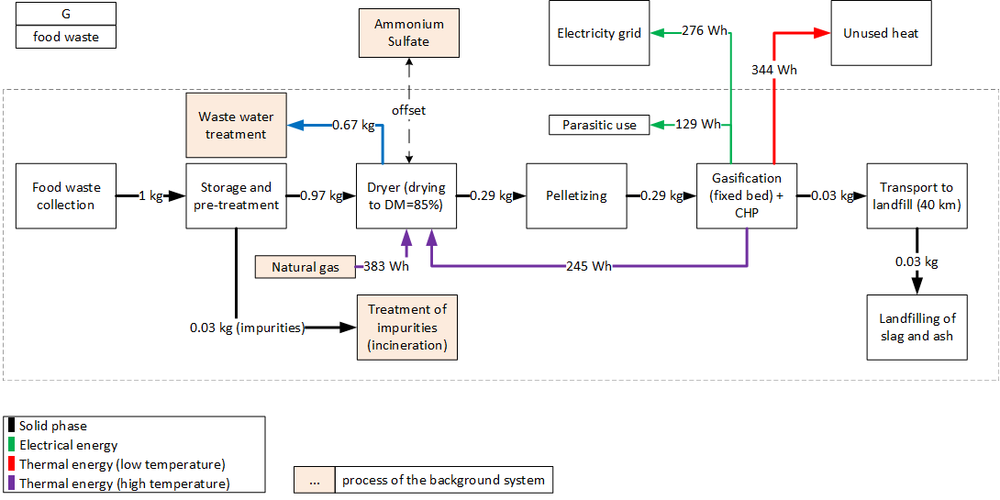 G
food waste
Ammonium
Sulfate
Electricity grid
276 Wh
Unused heat
344 Wh
offset
Waste water
treatment
0.67 kg
Parasitic use
129 Wh
Food waste
collection
1 kg
Storage and
pre-treatment
0.97 kg
Dryer (drying
to DM=85%)
0.29 kg
Pelletizing
0.29 kg
Gasification
(fixed bed) +
CHP
0.03 kg
Transport to
landfill (40 km)
Natural gas
383 Wh
245 Wh
0.03 kg
0.03 kg (impurities)
Treatment of
impurities
(incineration)
Landfilling of
slag and ash
Solid phase
Electrical energy
Thermal energy (low temperature)
Thermal energy (high temperature)
...
process of the background system